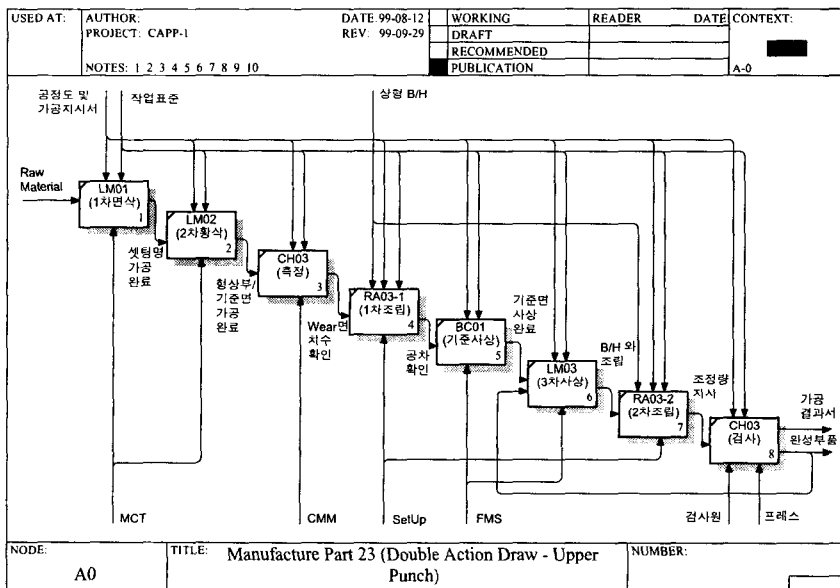 USED AT:
AUTHOR:
PROJECT: CAPP-1
NOTES: 1 2 3 4 5 6 7 8 9 10
DATE 99-08-12
REV: 99-09-29
WORKING
DRAFT
RECOMMENDED
PUBLICATION
READER
DATE
CONTEXT:
A-0
공정도 및
가공지시서
작업표준
상형 B/H
Raw
Material
LM01
(1차면삭)
1
셋팅명
가공
완료
LM02
(2차황삭)
2
형상부/
기준면
가공
완료
CH03
(측정)
3
Wear면
치수
확인
RA03-1
(1차조립)
4
공차
확인
BC01
(기준사상)
5
기준면
사상
완료
LM03
(3차사상)
6
B/H 와
조립
RA03-2
(2차조립)
7
조정량
지사
CH03
(검사)
8
가공
결과서
완성부품
MCT
CMM
SetUp
FMS
검사원
프레스
NODE:
A0
TITLE:
Manufacture Part 23 (Double Action Draw - Upper
Punch)
NUMBER: